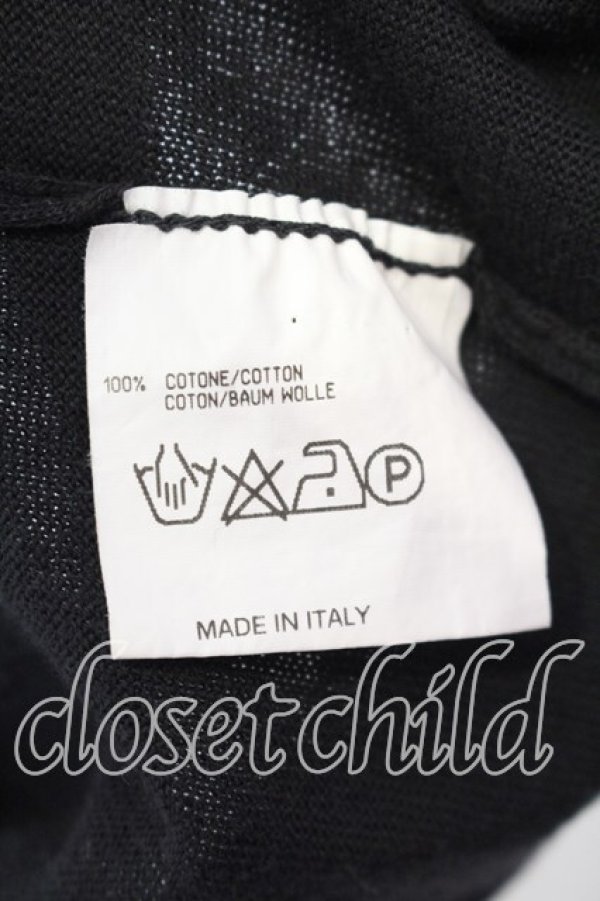 100% COTONE/COTTON
COTON/BAUM WOLLE
P
MADE IN ITALY
closet child